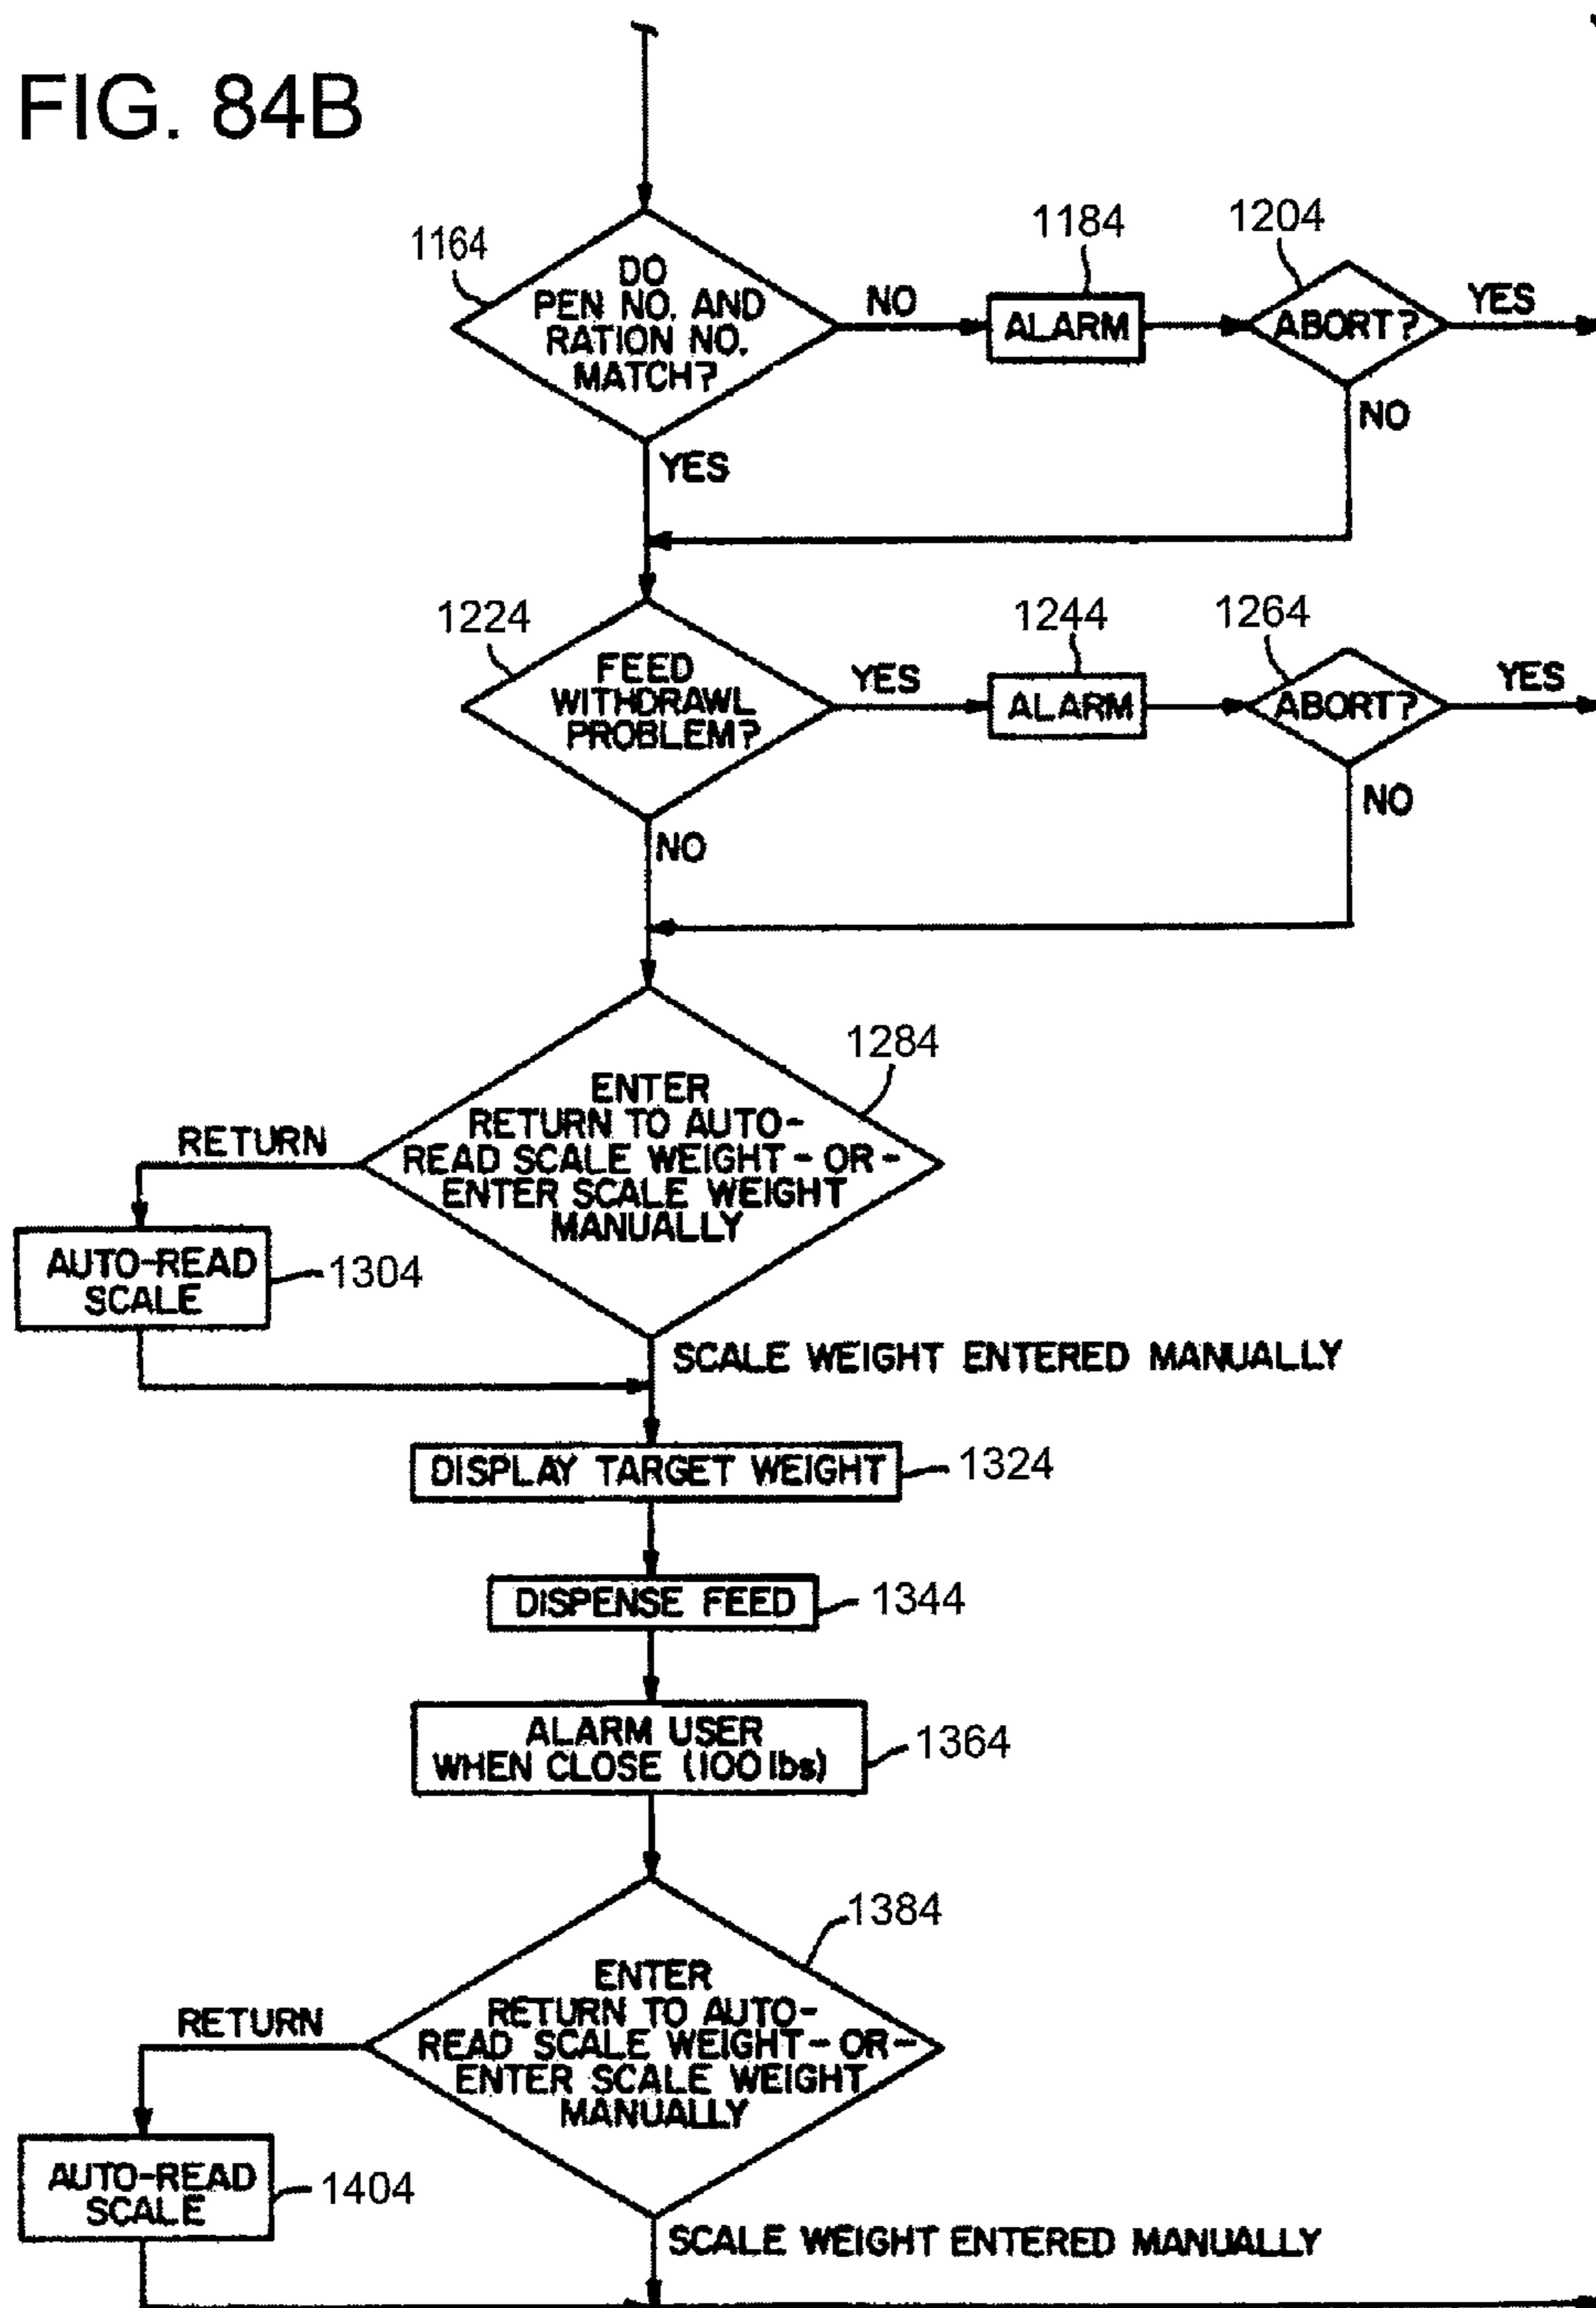 FIG. 84B
1164
DO
PEN NO. AND
RATION NO.
MATCH?
NO
1184
ALARM
1204
ABORT?
YES
NO
YES
1224
FEED
WITHDRAWL
PROBLEM?
YES
1244
ALARM
1264
ABORT?
YES
NO
NO
1284
ENTER
RETURN TO AUTO-
READ SCALE WEIGHT-OR-
ENTER SCALE WEIGHT
MANUALLY
RETURN
AUTO-READ
SCALE
1304
SCALE WEIGHT ENTERED MANUALLY
DISPLAY TARGET WEIGHT
1324
DISPENSE FEED
1344
ALARM USER
WHEN CLOSE (100 lbs)
1364
1384
ENTER
RETURN TO AUTO-
READ SCALE WEIGHT-OR-
ENTER SCALE WEIGHT
MANUALLY
RETURN
AUTO-READ
SCALE
1404
SCALE WEIGHT ENTERED MANUALLY